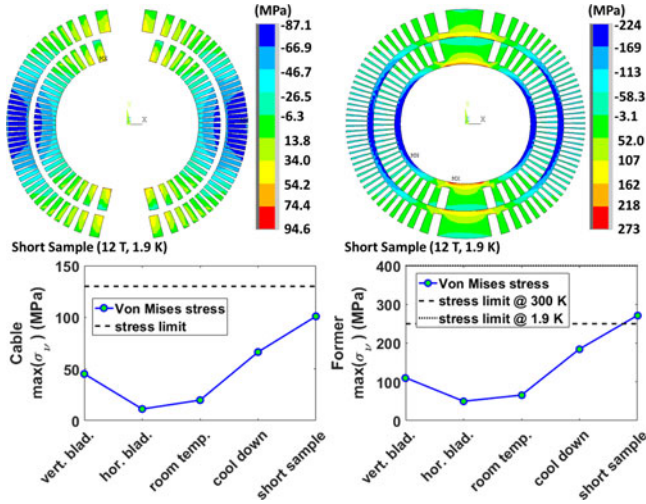 (MPa)
-87.1
-66.9
-46.7
-26.5
-6.3
13.8
34.0
54.2
74.4
94.6
MX
X
Short Sample (12 T, 1.9 K)
(MPa)
-224
-169
-113
-58.3
-6.3
52.0
107
162
218
273
MN
MX
X
Short Sample (12 T, 1.9 K)
Cable
max(σν) (MPa)
150
100
50
0
Von Mises stress
stress limit
vert. blad.
hor. blad.
room temp.
cool down
short sample
Former
max(σν) (MPa)
400
300
200
100
0
Von Mises stress
stress limit @ 300 K
stress limit @ 1.9 K
vert. blad.
hor. blad.
room temp.
cool down
short sample